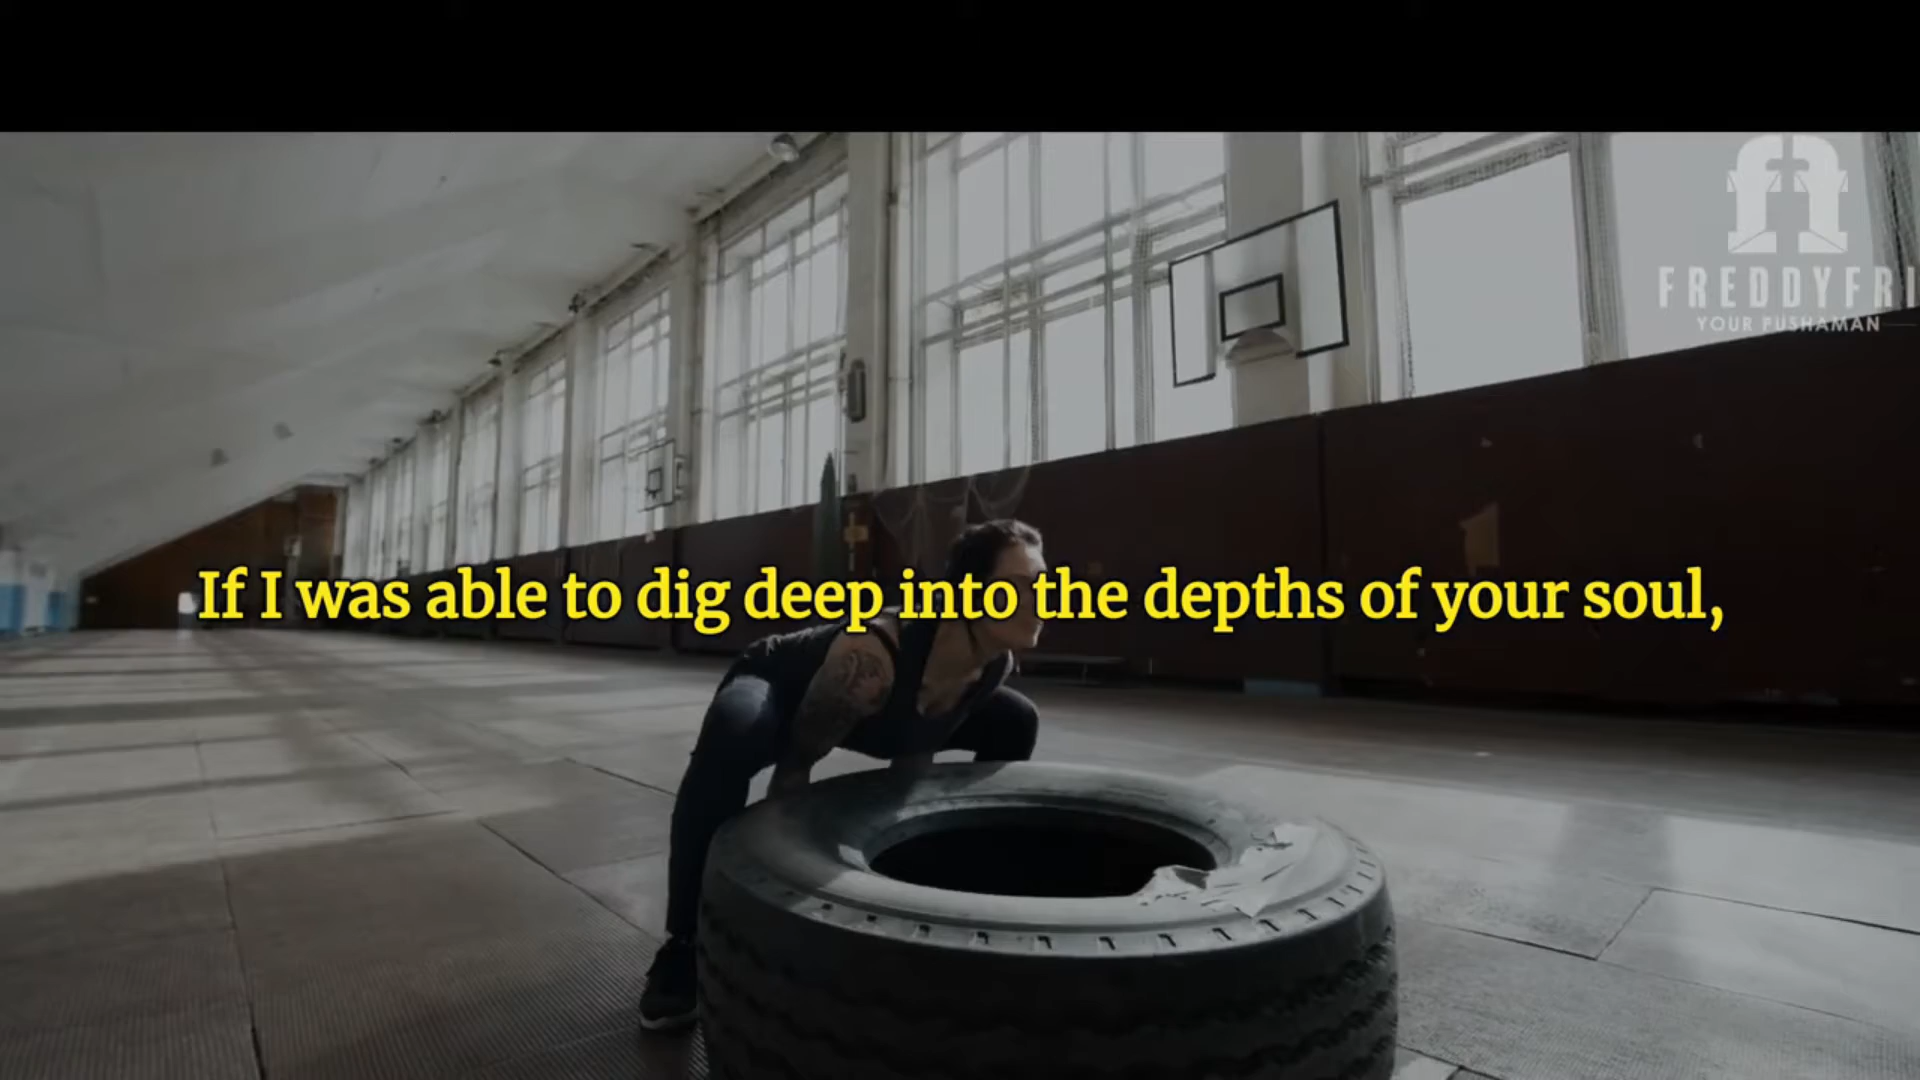 FREDDYFRI
YOUR PUSHAMAN
If I was able to dig deep into the depths of your soul,